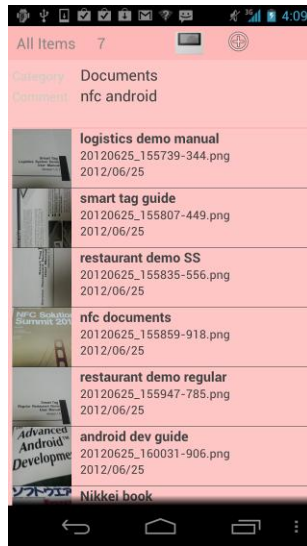 4:09
All Items 7
Category Documents
Comment nfc android
logistics demo manual
20120625_155739-344.png
2012/06/25
smart tag guide
20120625_155807-449.png
2012/06/25
restaurant demo SS
20120625_155835-556.png
2012/06/25
NFC Solution
Summit 201
nfc documents
20120625_155859-918.png
2012/06/25
restaurant demo regular
20120625_155947-785.png
2012/06/25
Advanced
Android™
Developme
android dev guide
20120625_160031-906.png
2012/06/25
ソフトウエア
Nikkei book